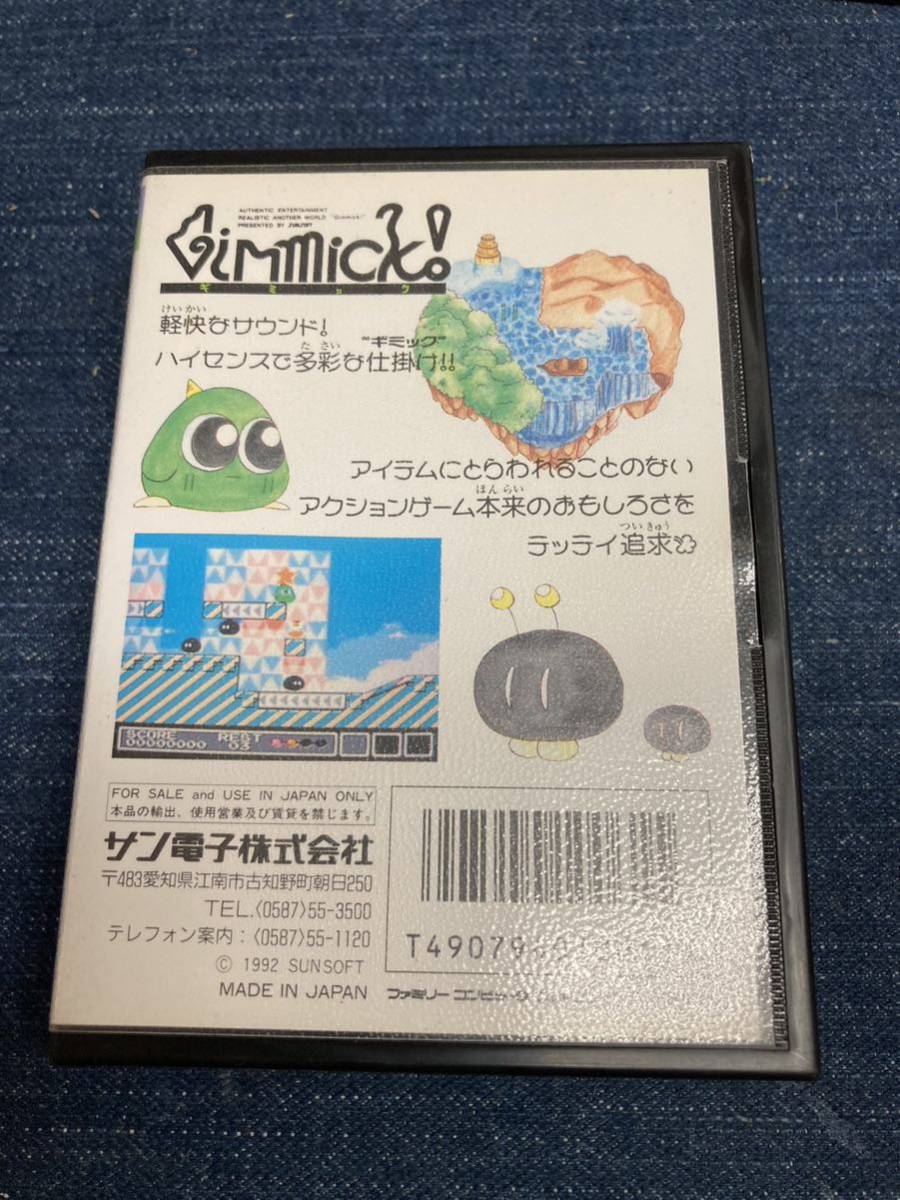 AUTHENTIC ENTERTAINMENT
REALISTIC ANOTHER WORLD "Gimmick!"
PRESENTED BY SUNSOFT
Gimmick!
ギミック
けいかい
軽快なサウンド!
たさい "ギミック"
ハイセンスで多彩な仕掛け!!
アイテムにとらわれることのない
ほんらい
アクションゲーム本来のおもしろさを
ついきゅう
テッテイ追求
SCORE REST
00000000 03
FOR SALE and USE IN JAPAN ONLY
本品の輸出、使用営業及び賃貸を禁じます。
サン電子株式会社
〒483愛知県江南市古知野町朝日250
TEL.〈0587〉55-3500
テレフォン案内:〈0587〉55-1120
© 1992 SUNSOFT
MADE IN JAPAN ファミリーコンピュータ
T49079